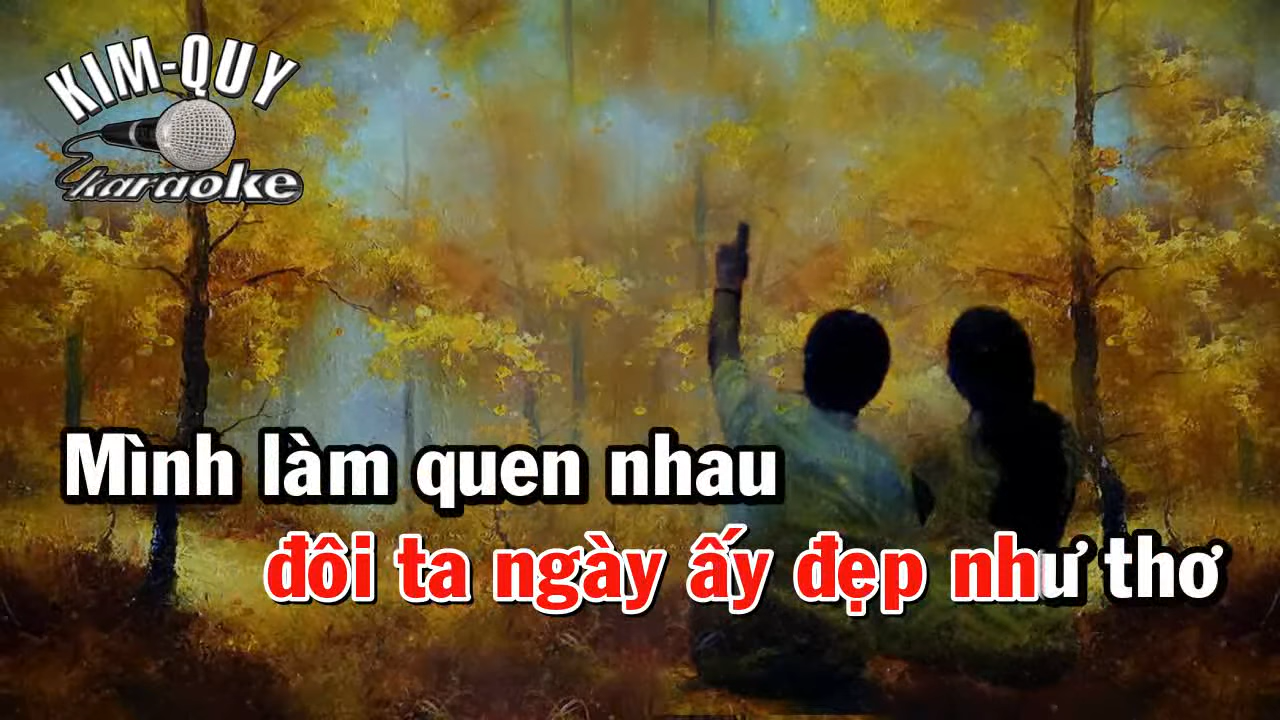 KIM-QUY
karaoke
Mình làm quen nhau
đôi ta ngày ấy đẹp như thơ